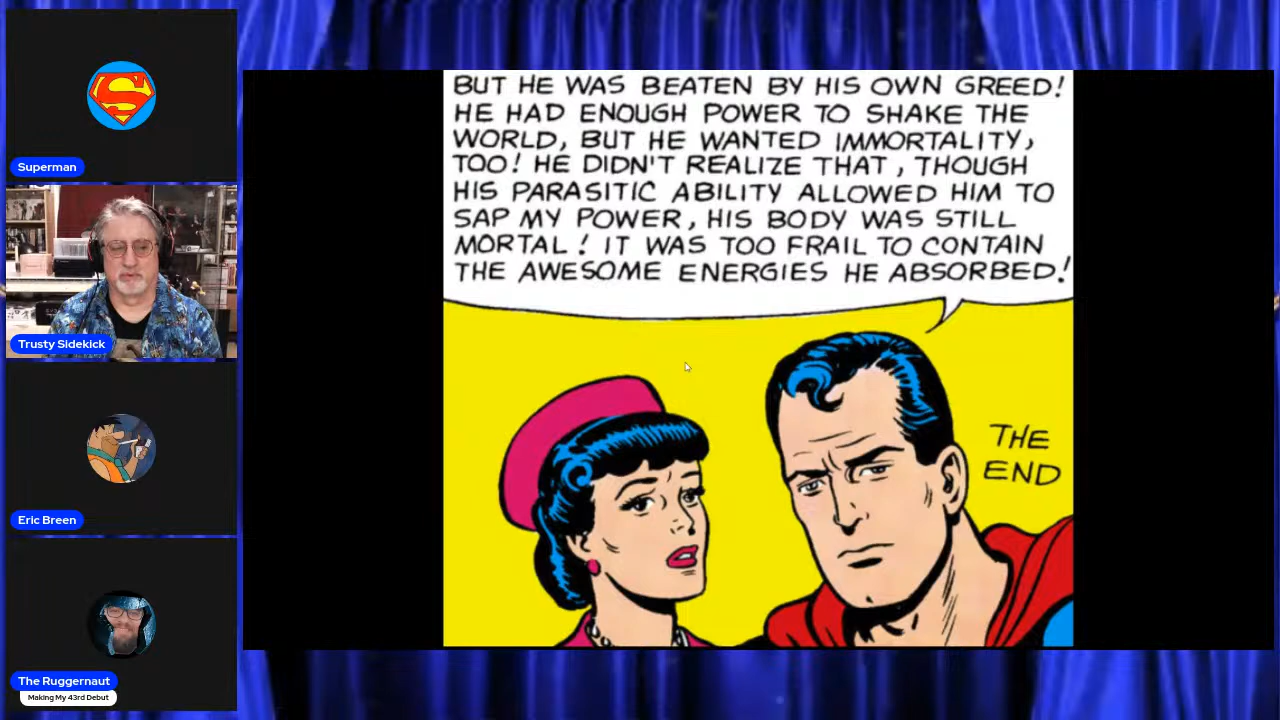 Superman
Trusty Sidekick
Eric Breen
The Ruggernaut
Making My 43rd Debut
BUT HE WAS BEATEN BY HIS OWN GREED!
HE HAD ENOUGH POWER TO SHAKE THE
WORLD, BUT HE WANTED IMMORTALITY,
TOO! HE DIDN'T REALIZE THAT, THOUGH
HIS PARASITIC ABILITY ALLOWED HIM TO
SAP MY POWER, HIS BODY WAS STILL
MORTAL! IT WAS TOO FRAIL TO CONTAIN
THE AWESOME ENERGIES HE ABSORBED!
THE
END